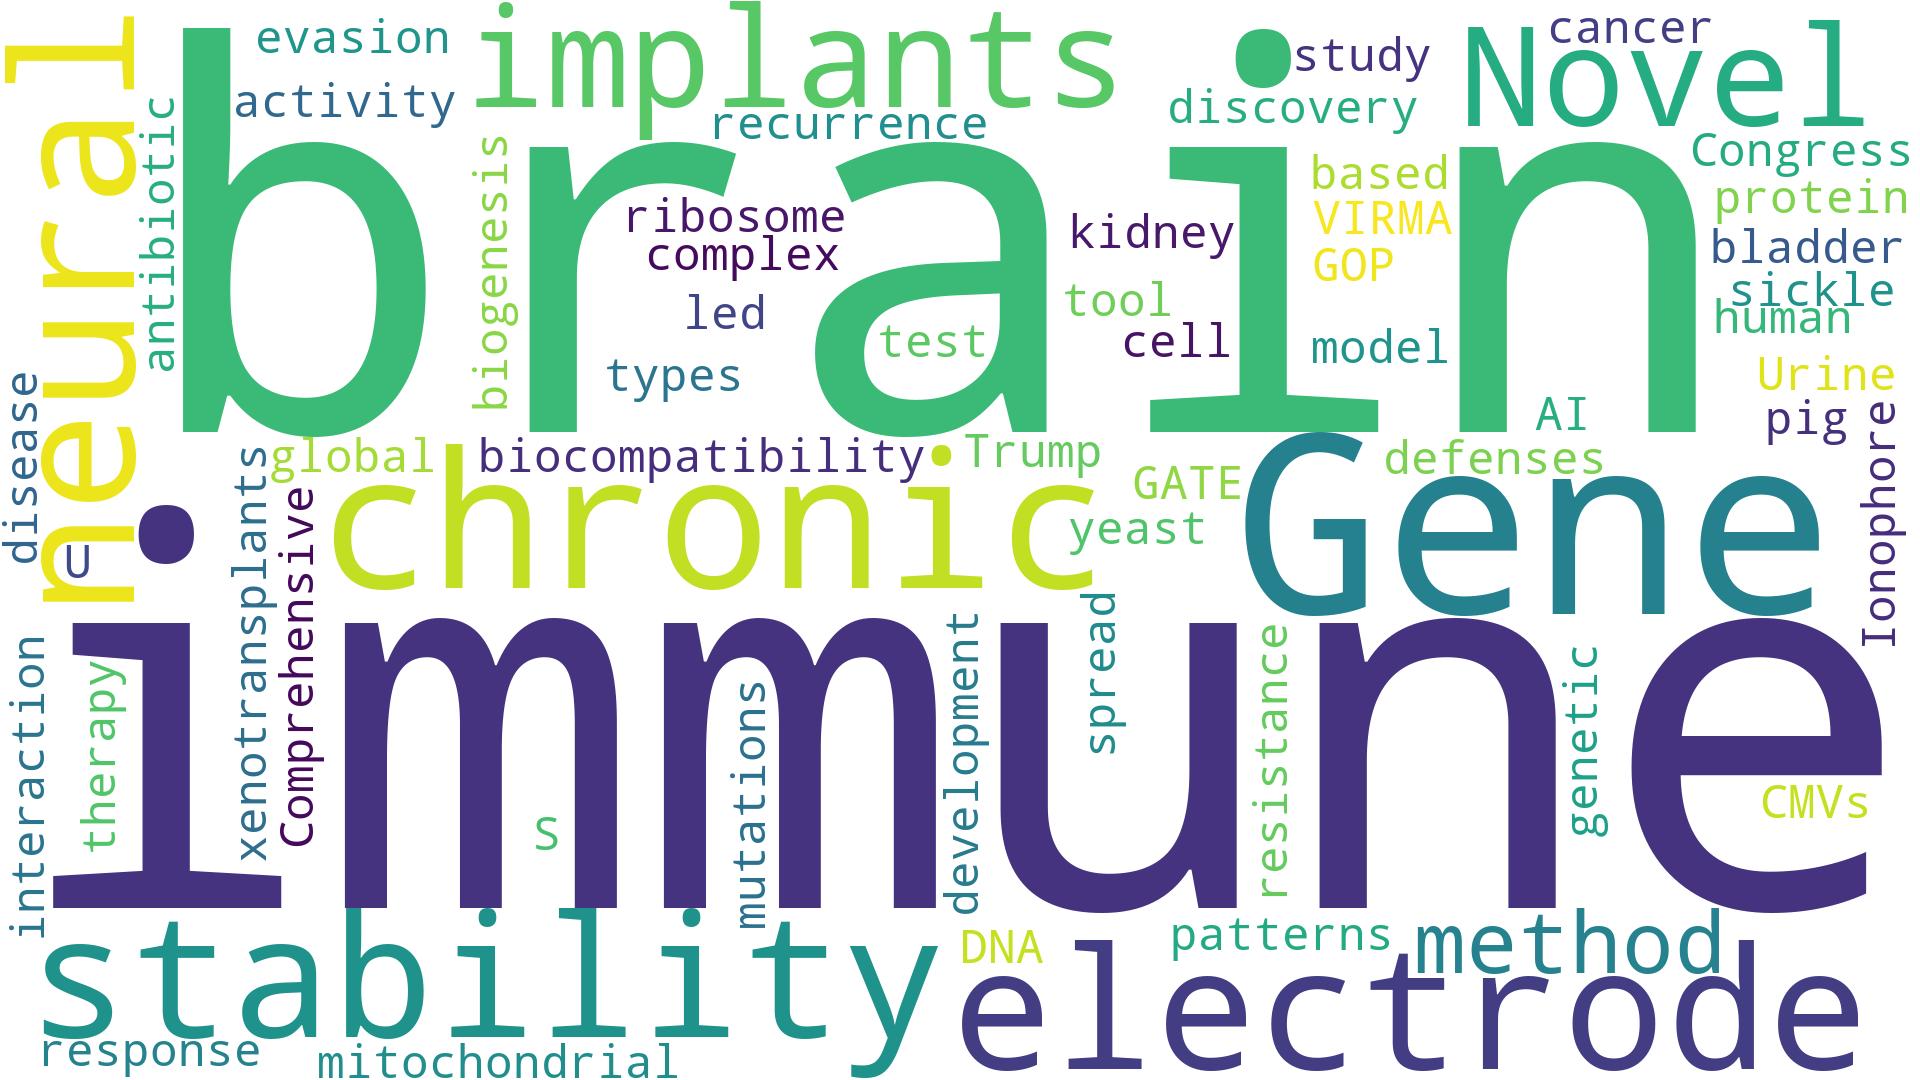 neural
brain
implants
Novel
evasion
activity
antibiotic
recurrence
study
cancer
discovery
Congress
protein
bladder
sickle
human
biogenesis
ribosome
complex
led
types
test
kidney
tool
cell
based
VIRMA
GOP
model
AI
Urine
pig
Ionophore
disease
U
global
biocompatibility
Trump
GATE
defenses
chronic
yeast
Gene
xenotransplants
Comprehensive
immune
interaction
therapy
S
mutations
development
spread
resistance
genetic
CMVs
stability
DNA
patterns
method
electrode
response
mitochondrial